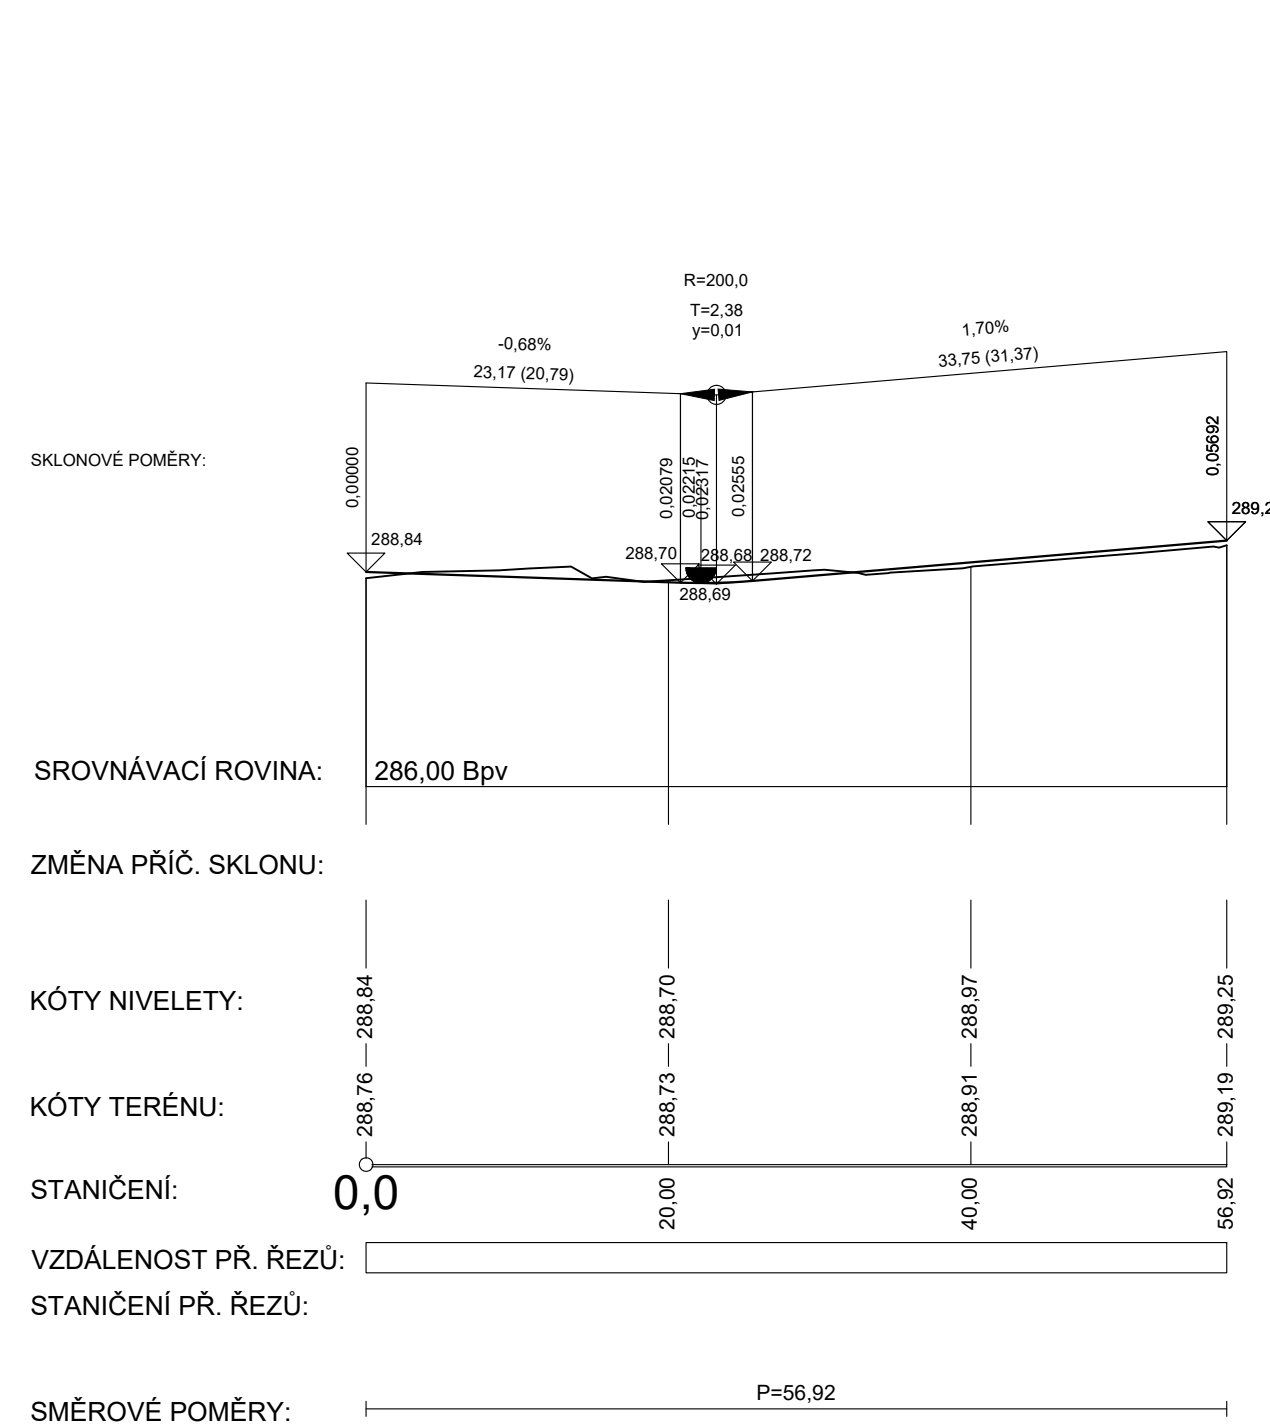 R=200,0
T=2,38
y=0,01
-0,68%
1,70%
23,17 (20,79)
33,75 (31,37)
SKLONOVÉ POMĚRY:
0,00000
0,02079
0,02215
0,02317
0,02555
0,05692
288,84
288,70
288,68
288,72
289,2
288,69
SROVNÁVACÍ ROVINA: 286,00 Bpv
ZMĚNA PŘÍČ. SKLONU:
KÓTY NIVELETY: 288,84 288,70 288,97 289,25
KÓTY TERÉNU: 288,76 288,73 288,91 289,19
STANIČENÍ: 0,0 20,00 40,00 56,92
VZDÁLENOST PŘ. ŘEZŮ:
STANIČENÍ PŘ. ŘEZŮ:
P=56,92
SMĚROVÉ POMĚRY: